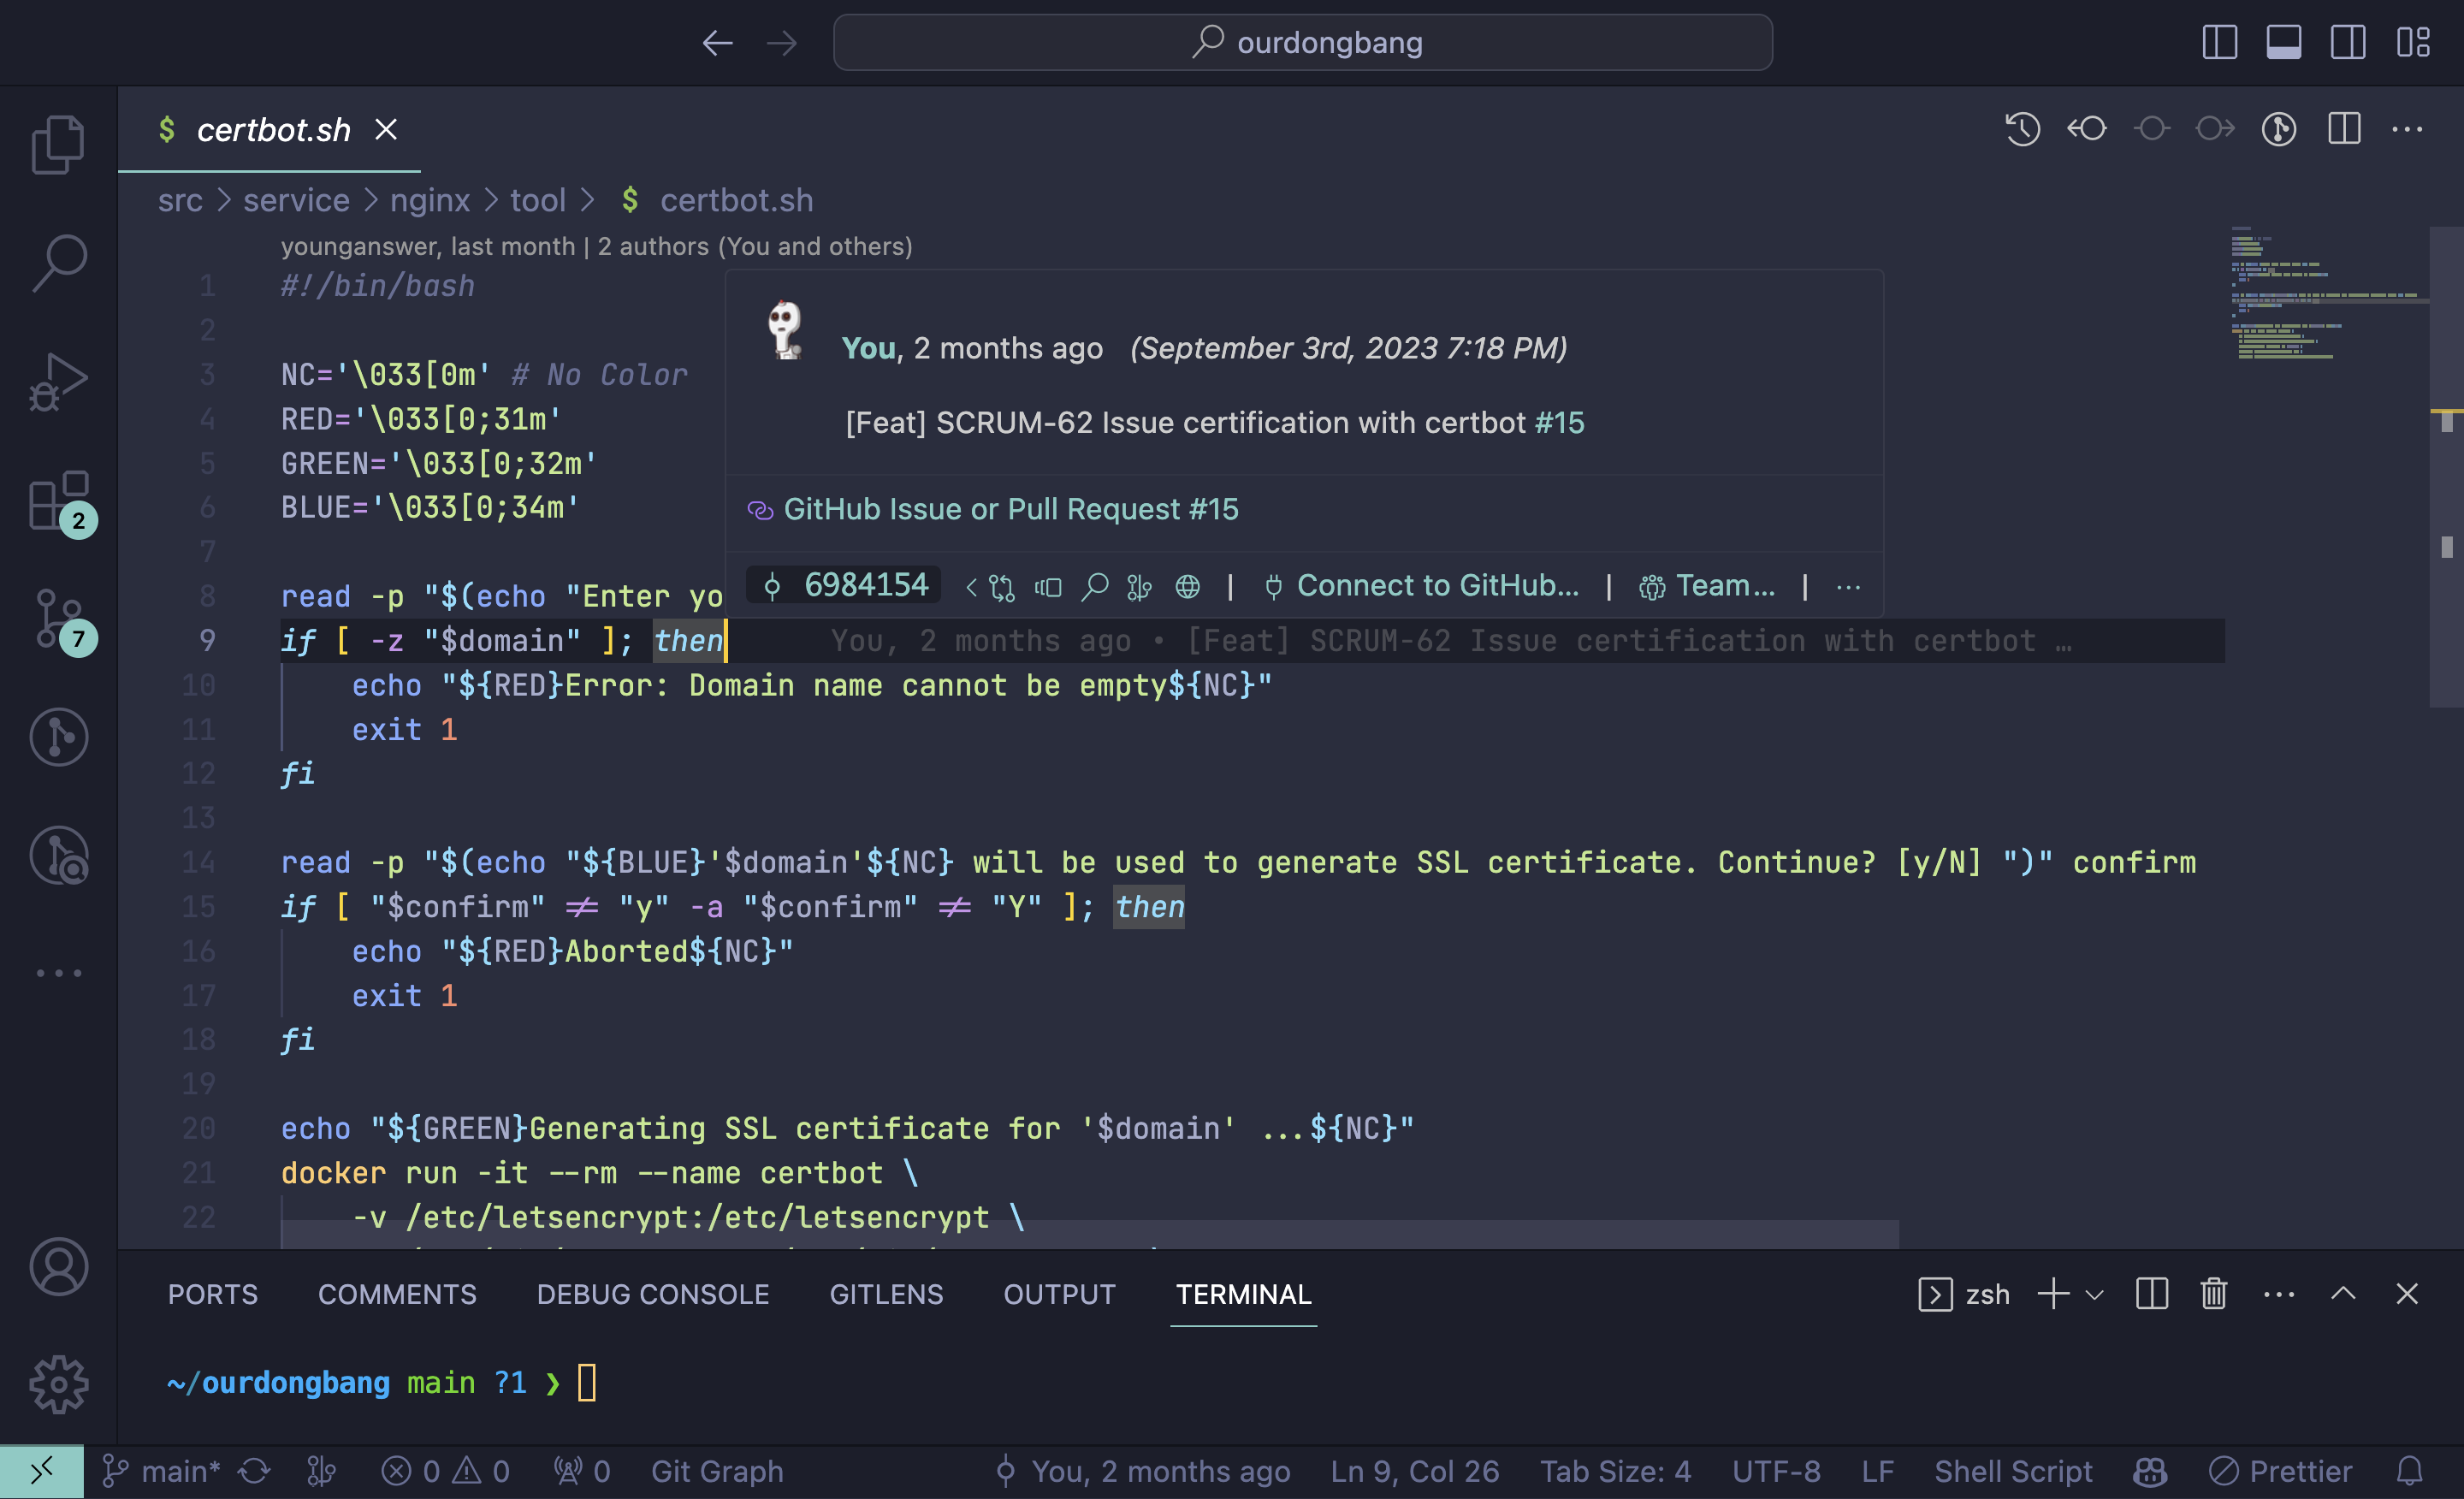 ourdongbang
$ certbot.sh
src > service > nginx > tool > $ certbot.sh
younganswer, last month | 2 authors (You and others)
1 #!/bin/bash
2
3 NC='\033[0m' # No Color
4 RED='\033[0;31m'
5 GREEN='\033[0;32m'
6 BLUE='\033[0;34m'
7
You, 2 months ago (September 3rd, 2023 7:18 PM)
[Feat] SCRUM-62 Issue certification with certbot #15
GitHub Issue or Pull Request #15
6984154 | Connect to GitHub... | Team... | ...
8 read -p "$(echo "Enter yo
9 if [ -z "$domain" ]; then You, 2 months ago • [Feat] SCRUM-62 Issue certification with certbot …
10 echo "${RED}Error: Domain name cannot be empty${NC}"
11 exit 1
12 fi
13
14 read -p "$(echo "${BLUE}'$domain'${NC} will be used to generate SSL certificate. Continue? [y/N] ")" confirm
15 if [ "$confirm" != "y" -a "$confirm" != "Y" ]; then
16 echo "${RED}Aborted${NC}"
17 exit 1
18 fi
19
20 echo "${GREEN}Generating SSL certificate for '$domain' ...${NC}"
21 docker run -it --rm --name certbot \
22 -v /etc/letsencrypt:/etc/letsencrypt \
2
7
PORTS COMMENTS DEBUG CONSOLE GITLENS OUTPUT TERMINAL zsh
~/ourdongbang main ?1 ❯
main* 0 0 0 Git Graph You, 2 months ago Ln 9, Col 26 Tab Size: 4 UTF-8 LF Shell Script Prettier